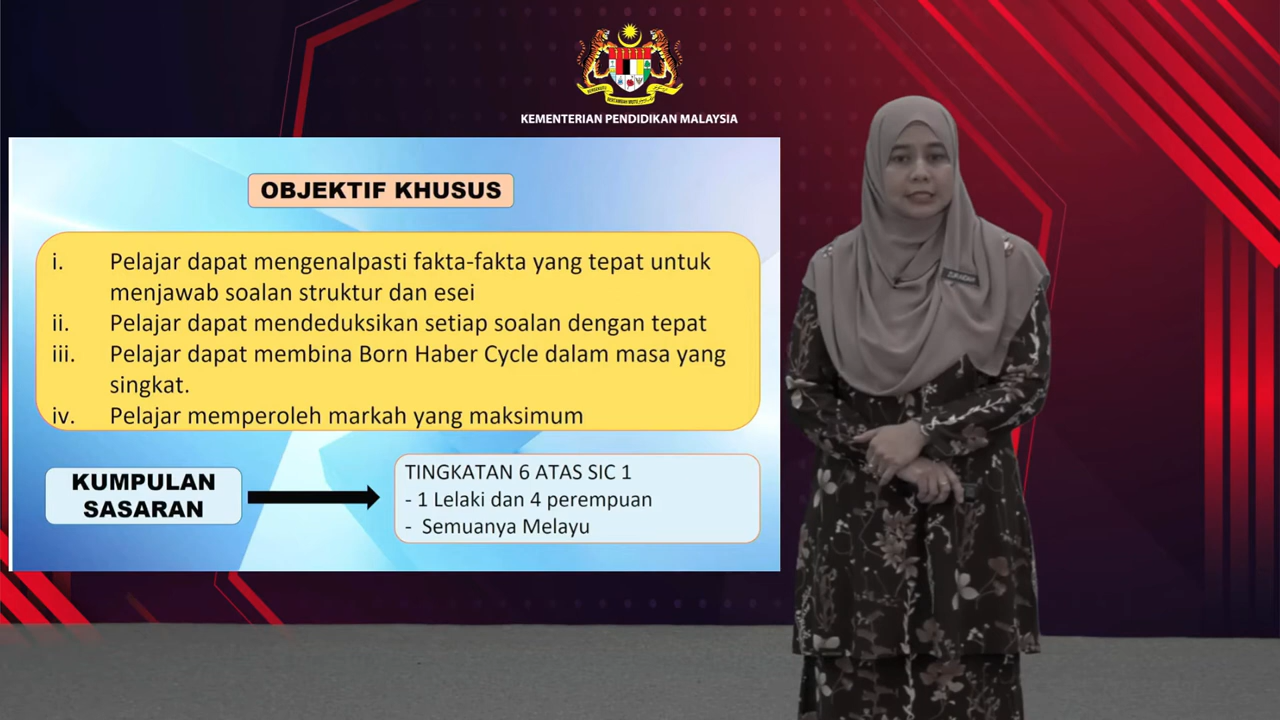 KEMENTERIAN PENDIDIKAN MALAYSIA
OBJEKTIF KHUSUS
i. Pelajar dapat mengenalpasti fakta-fakta yang tepat untuk
menjawab soalan struktur dan esei
ii. Pelajar dapat mendeduksikan setiap soalan dengan tepat
iii. Pelajar dapat membina Born Haber Cycle dalam masa yang
singkat.
iv. Pelajar memperoleh markah yang maksimum
KUMPULAN
SASARAN
TINGKATAN 6 ATAS SIC 1
- 1 Lelaki dan 4 perempuan
- Semuanya Melayu